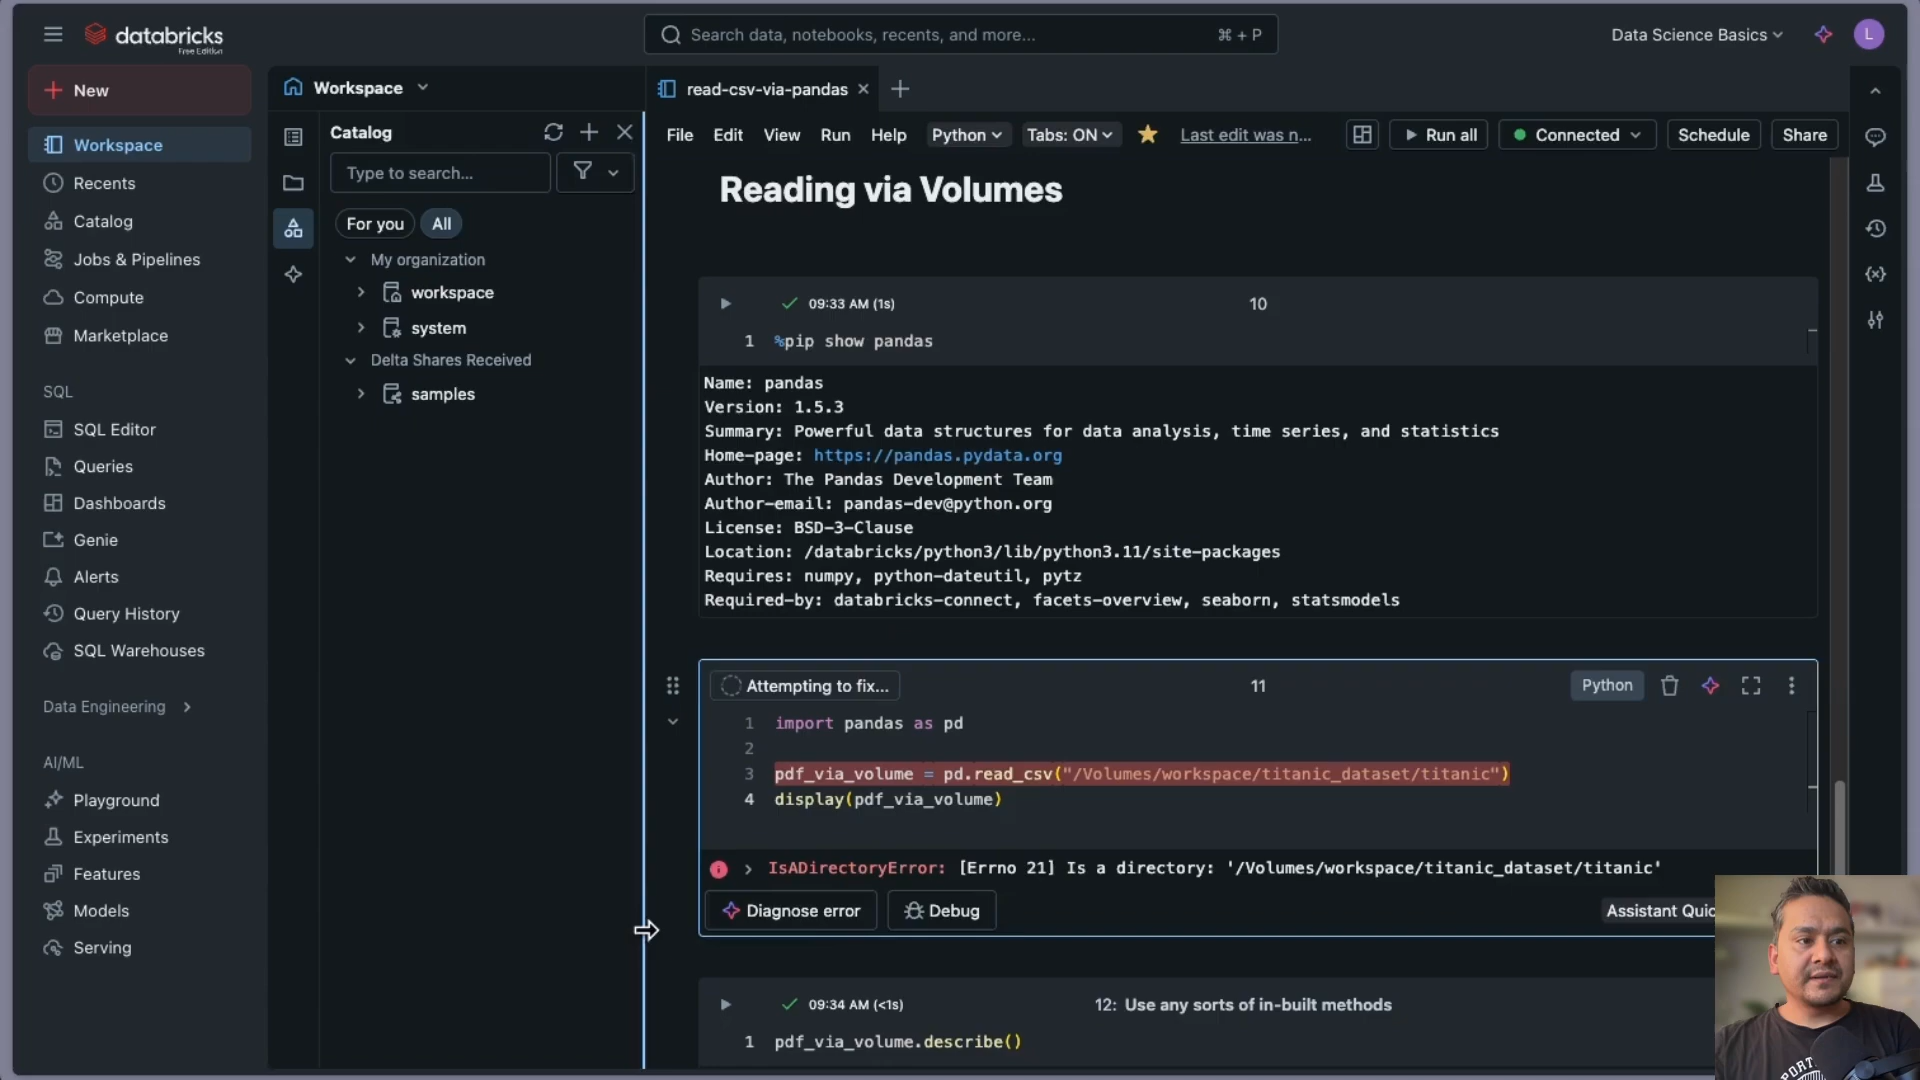 databricks
Free Edition
Search data, notebooks, recents, and more...
⌘ + P
Data Science Basics
L
New
Workspace
Recents
Catalog
Jobs & Pipelines
Compute
Marketplace
SQL
SQL Editor
Queries
Dashboards
Genie
Alerts
Query History
SQL Warehouses
Data Engineering
AI/ML
Playground
Experiments
Features
Models
Serving
Workspace
Catalog
Type to search...
For you
All
My organization
workspace
system
Delta Shares Received
samples
read-csv-via-pandas
File Edit View Run Help Python Tabs: ON Last edit was n... Run all Connected Schedule Share
Reading via Volumes
09:33 AM (1s)
10
1 %pip show pandas
Name: pandas
Version: 1.5.3
Summary: Powerful data structures for data analysis, time series, and statistics
Home-page: https://pandas.pydata.org
Author: The Pandas Development Team
Author-email: pandas-dev@python.org
License: BSD-3-Clause
Location: /databricks/python3/lib/python3.11/site-packages
Requires: numpy, python-dateutil, pytz
Required-by: databricks-connect, facets-overview, seaborn, statsmodels
Attempting to fix...
11
Python
1 import pandas as pd
2
3 pdf_via_volume = pd.read_csv("/Volumes/workspace/titanic_dataset/titanic")
4 display(pdf_via_volume)
IsADirectoryError: [Errno 21] Is a directory: '/Volumes/workspace/titanic_dataset/titanic'
Diagnose error
Debug
Assistant Quic
09:34 AM (<1s)
12: Use any sorts of in-built methods
1 pdf_via_volume.describe()